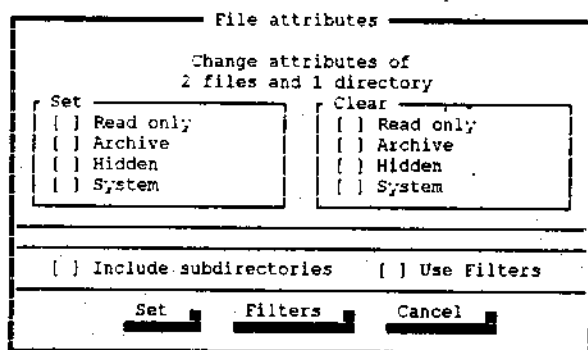 File attributes
Change attributes of
2 files and 1 directory
Set Clear
[ ] Read only [ ] Read only
[ ] Archive [ ] Archive
[ ] Hidden [ ] Hidden
[ ] System [ ] System
[ ] Include subdirectories [ ] Use Filters
Set Filters Cancel